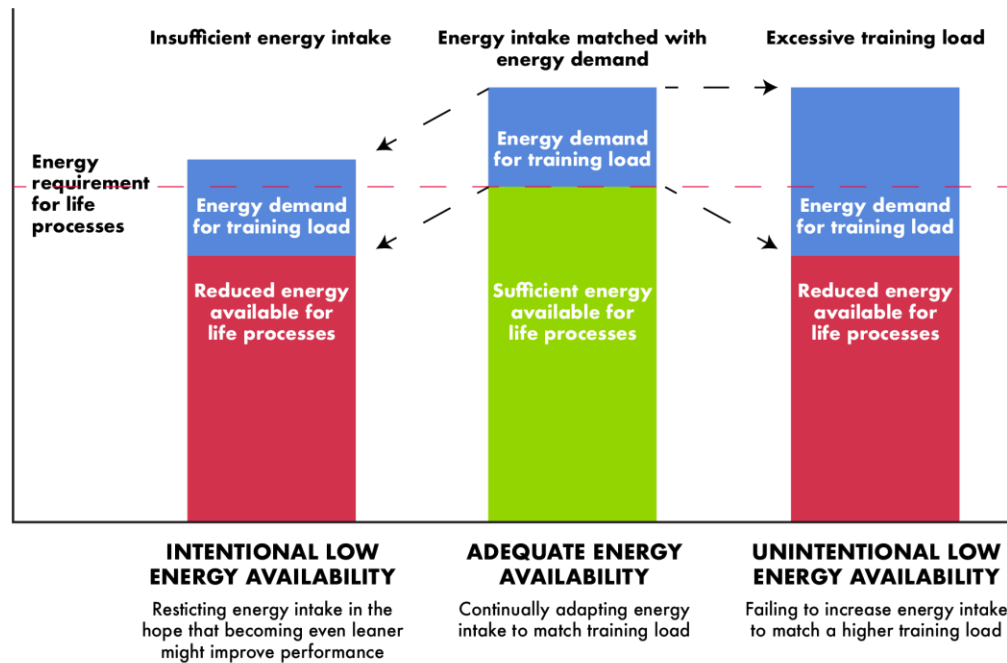 Insufficient energy intake
Energy intake matched with
energy demand
Excessive training load
Energy
requirement
for life
processes
Energy demand
for training load
Reduced energy
available for
life processes
Energy demand
for training load
Sufficient energy
available for
life processes
Energy demand
for training load
Reduced energy
available for
life processes
INTENTIONAL LOW
ENERGY AVAILABILITY
Resticting energy intake in the
hope that becoming even leaner
might improve performance
ADEQUATE ENERGY
AVAILABILITY
Continually adapting energy
intake to match training load
UNINTENTIONAL LOW
ENERGY AVAILABILITY
Failing to increase energy intake
to match a higher training load